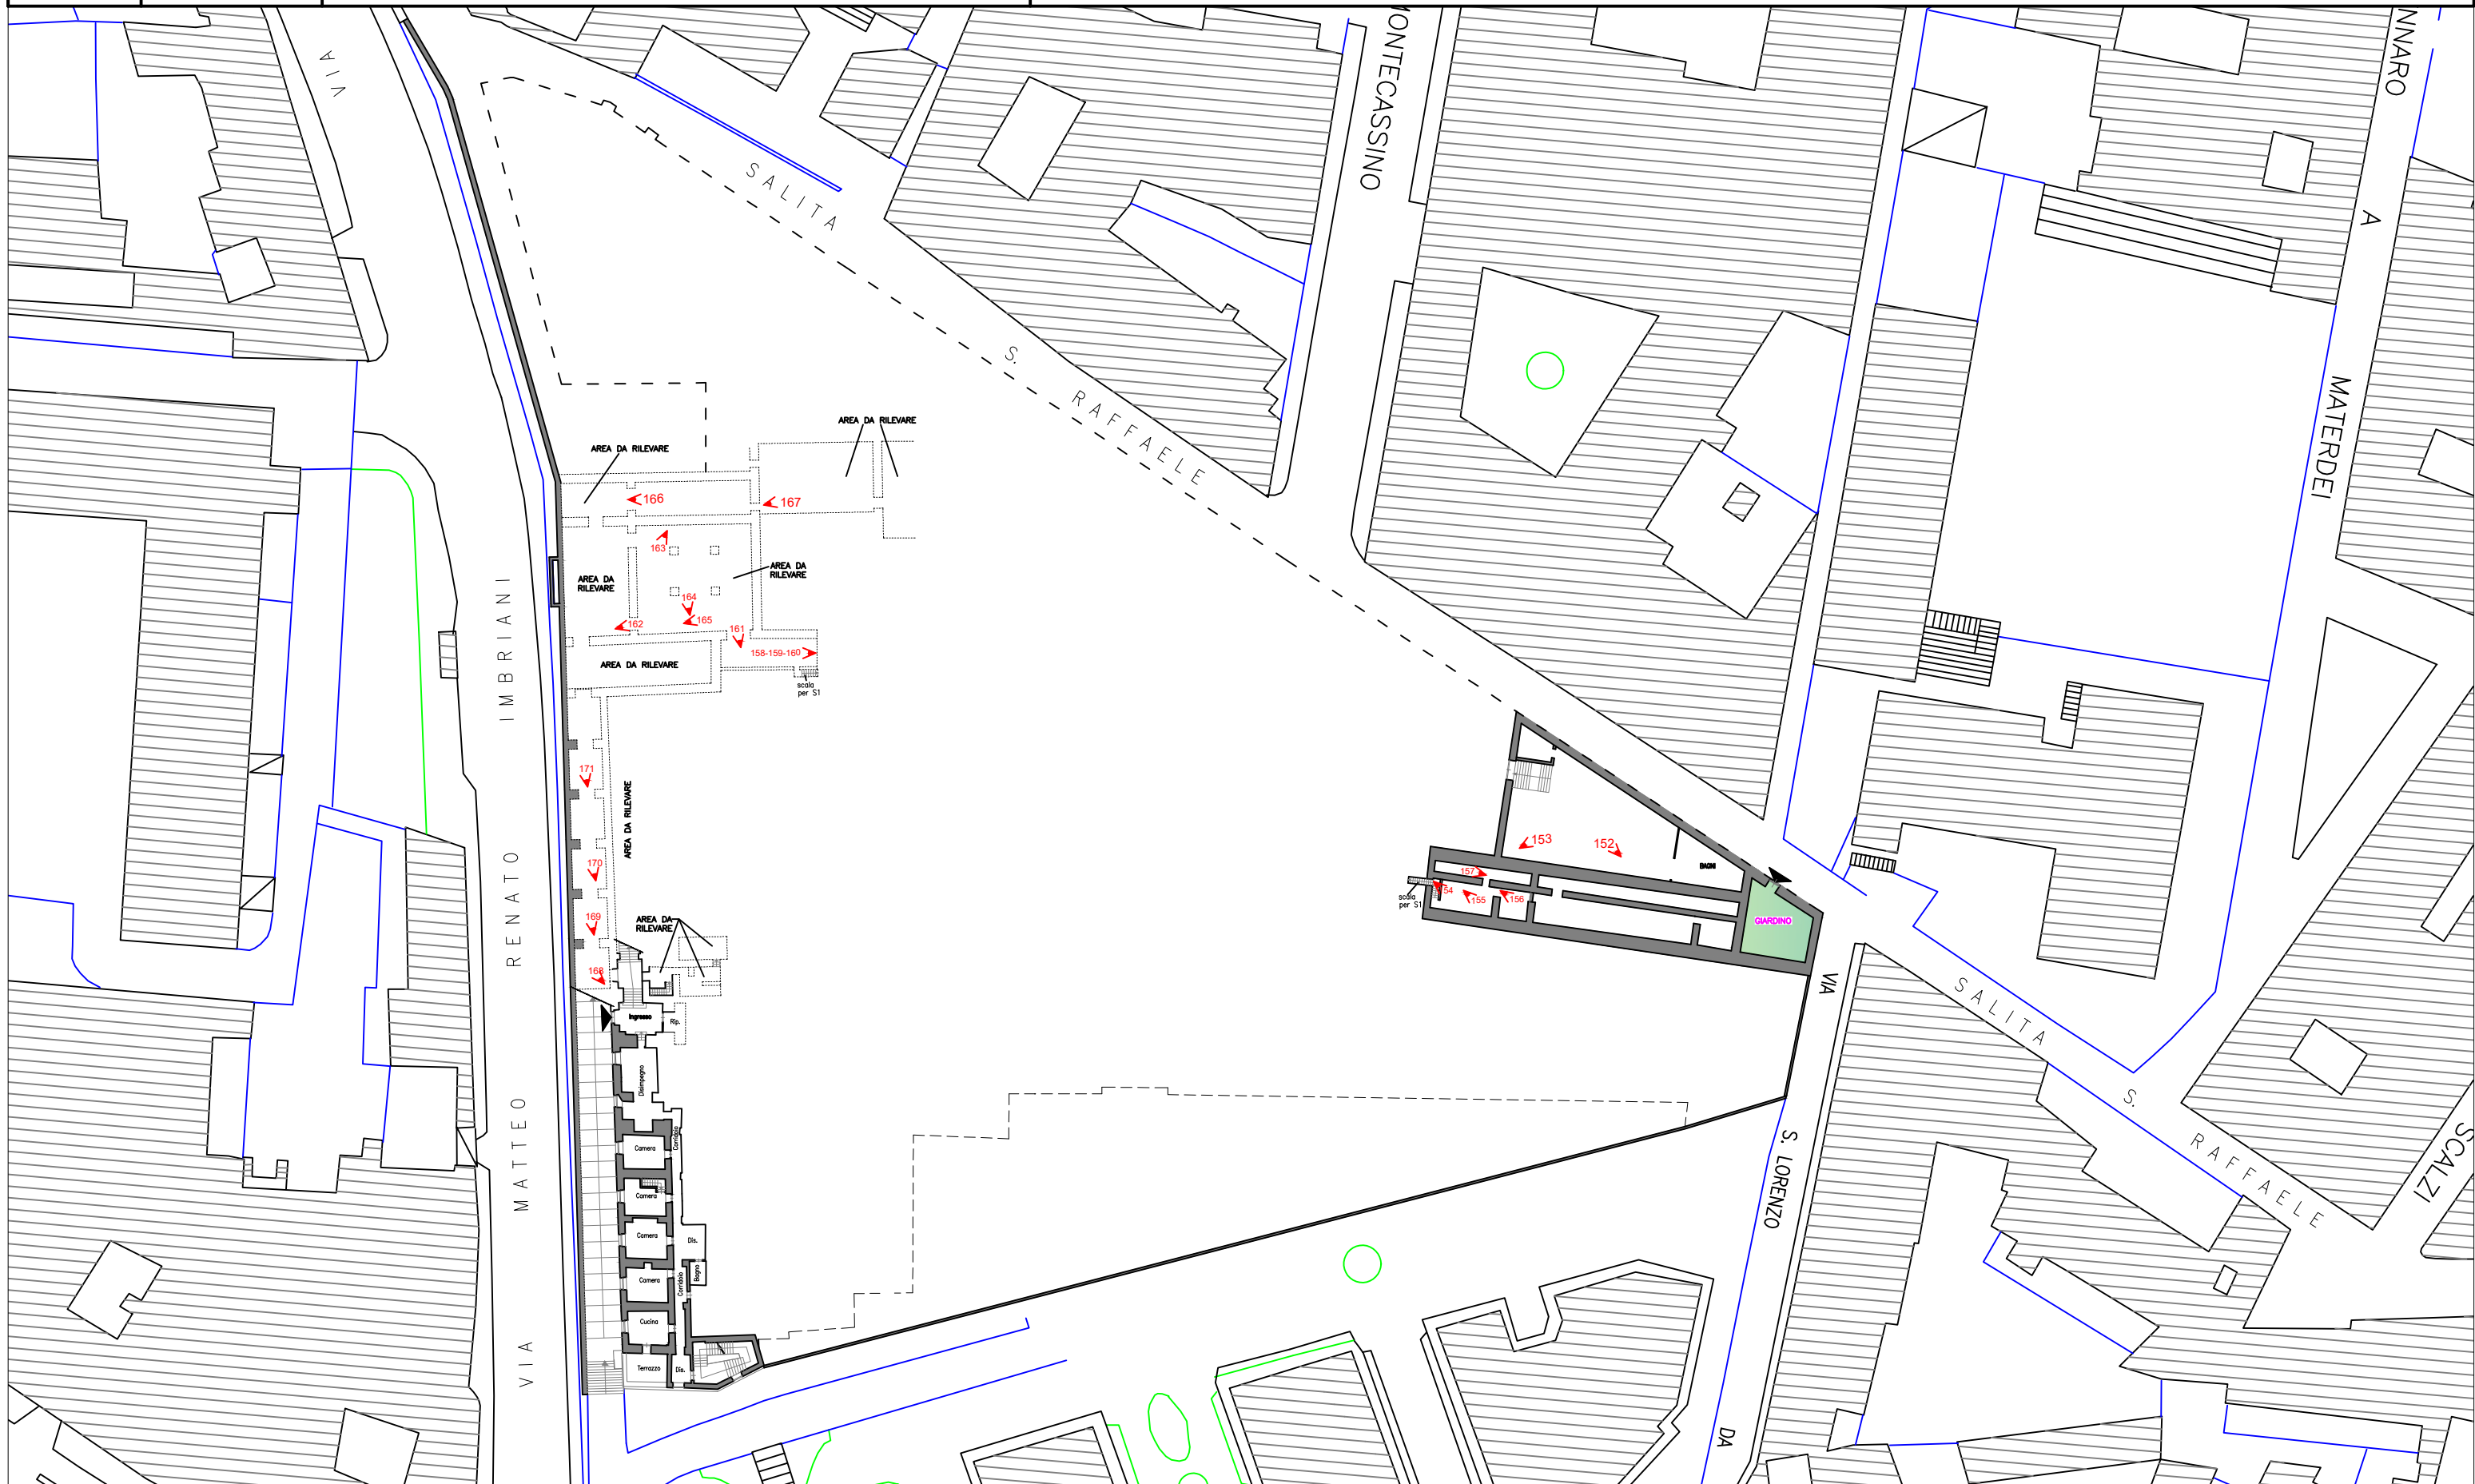 VIA
MONTECASSINO
NNARO
A
MATERDEI
SALITA
S.
RAFFAELE
AREA DA RILEVARE
AREA DA RILEVARE
166
167
163
AREA DA
RILEVARE
AREA DA
RILEVARE
164
165
162
161
158-159-160
AREA DA RILEVARE
scala
per S1
171
AREA DA RILEVARE
170
169
168
AREA DA
RILEVARE
Ingresso
Rip.
Disimpegno
Corridoio
Camera
Camera
Camera
Dis.
Camera
Corridoio
Bagno
Cucina
Terrazzo
Dis.
VIA MATTEO RENATO IMBRIANI
153
152
BAGNI
157
154
155
156
scala
per S1
GIARDINO
VIA
S. LORENZO
DA
SALITA
S.
RAFFAELE
SCALZI